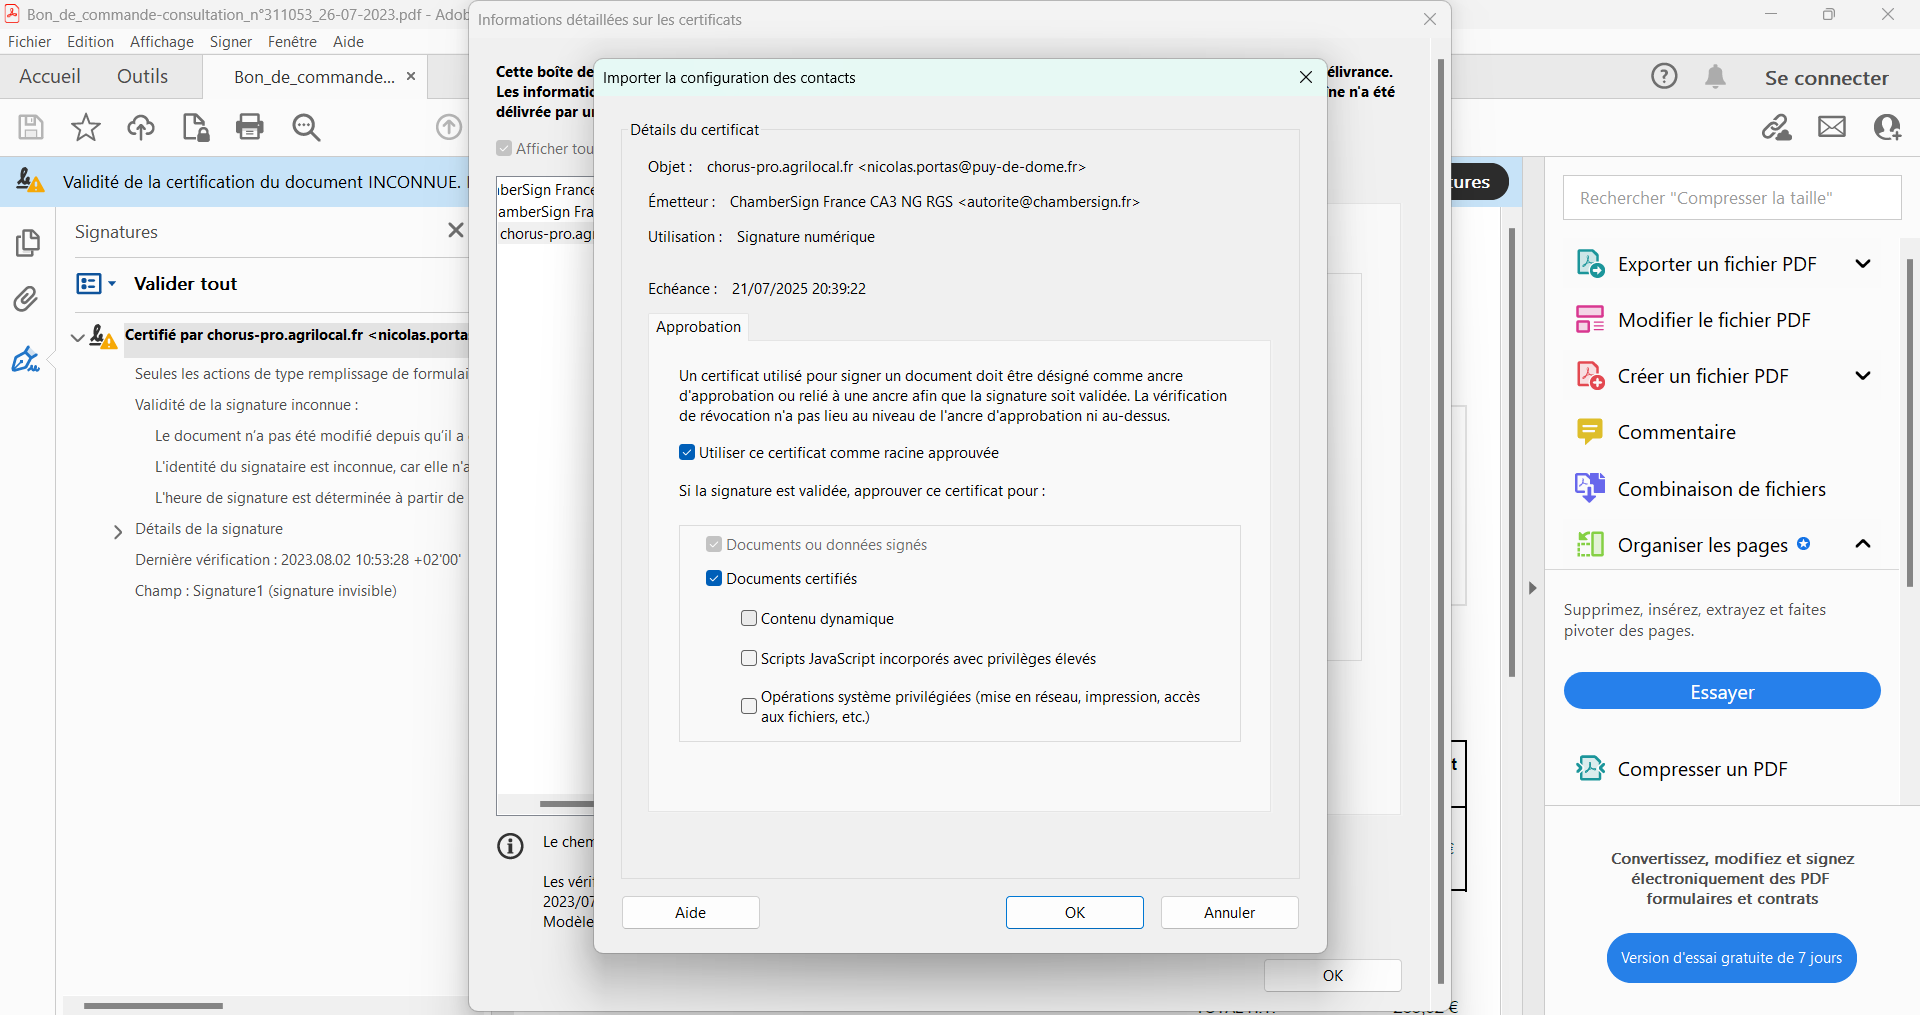 Bon_de_commande-consultation_n°311053_26-07-2023.pdf - Adob
Fichier Edition Affichage Signer Fenêtre Aide
Accueil Outils Bon_de_commande...
Se connecter
Validité de la certification du document INCONNUE.
ures
Signatures
Valider tout
Certifié par chorus-pro.agrilocal.fr <nicolas.porta
Seules les actions de type remplissage de formulai
Validité de la signature inconnue :
Le document n'a pas été modifié depuis qu'il a
L'identité du signataire est inconnue, car elle n'a
L'heure de signature est déterminée à partir de
Détails de la signature
Dernière vérification : 2023.08.02 10:53:28 +02'00'
Champ : Signature1 (signature invisible)
Informations détaillées sur les certificats
Cette boîte de
élivrance.
Les informatio
ne n'a été
délivrée par un
Afficher tou
berSign France
amberSign Fra
chorus-pro.agr
Le chem
Les véri
2023/07
Modèle
OK
Importer la configuration des contacts
Détails du certificat
Objet : chorus-pro.agrilocal.fr <nicolas.portas@puy-de-dome.fr>
Émetteur : ChamberSign France CA3 NG RGS <autorite@chambersign.fr>
Utilisation : Signature numérique
Echéance : 21/07/2025 20:39:22
Approbation
Un certificat utilisé pour signer un document doit être désigné comme ancre
d'approbation ou relié à une ancre afin que la signature soit validée. La vérification
de révocation n'a pas lieu au niveau de l'ancre d'approbation ni au-dessus.
Utiliser ce certificat comme racine approuvée
Si la signature est validée, approuver ce certificat pour :
Documents ou données signés
Documents certifiés
Contenu dynamique
Scripts JavaScript incorporés avec privilèges élevés
Opérations système privilégiées (mise en réseau, impression, accès
aux fichiers, etc.)
Aide OK Annuler
t
€
€
Rechercher "Compresser la taille"
Exporter un fichier PDF
Modifier le fichier PDF
Créer un fichier PDF
Commentaire
Combinaison de fichiers
Organiser les pages
Supprimez, insérez, extrayez et faites
pivoter des pages.
Essayer
Compresser un PDF
Convertissez, modifiez et signez
électroniquement des PDF
formulaires et contrats
Version d'essai gratuite de 7 jours